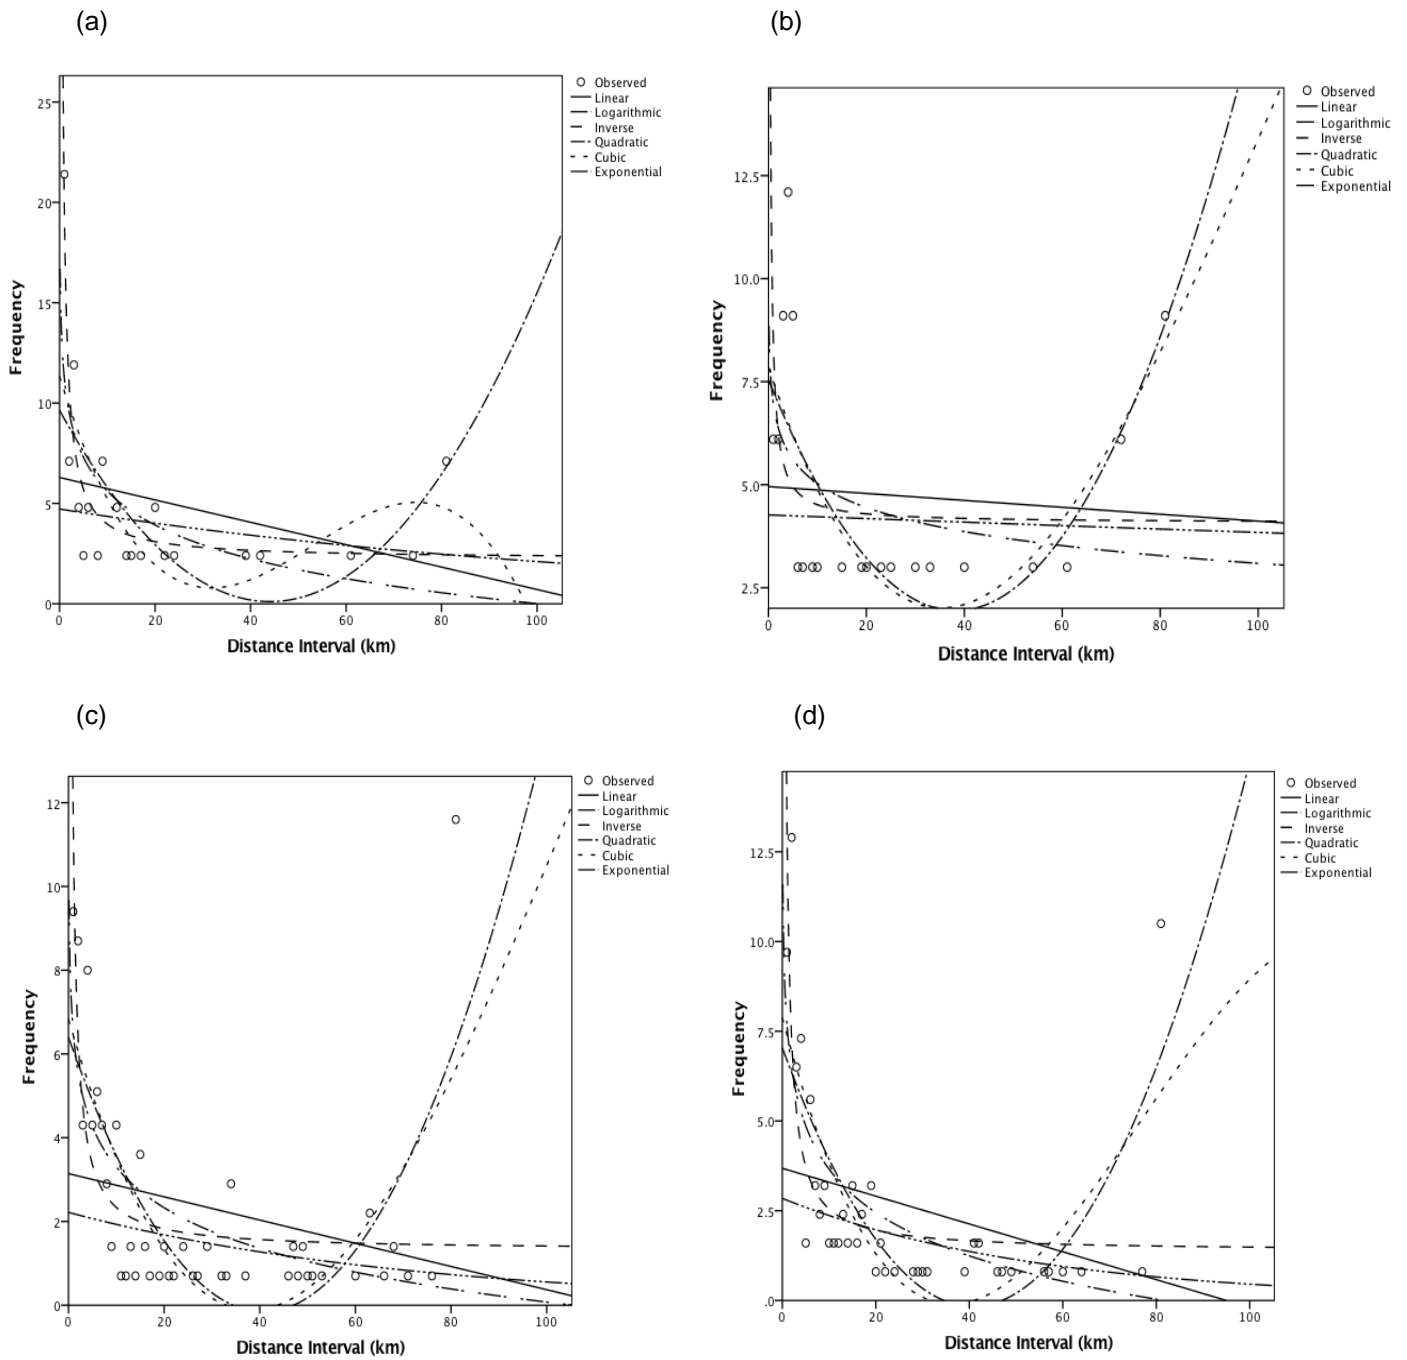 (a)
25
20
15
10
5
0
0 20 40 60 80 100
Frequency
Distance Interval (km)
Observed
Linear
Logarithmic
Inverse
Quadratic
Cubic
Exponential
(b)
12.5
10.0
7.5
5.0
2.5
0 20 40 60 80 100
Frequency
Distance Interval (km)
Observed
Linear
Logarithmic
Inverse
Quadratic
Cubic
Exponential
(c)
12
10
8
6
4
2
0
0 20 40 60 80 100
Frequency
Distance Interval (km)
Observed
Linear
Logarithmic
Inverse
Quadratic
Cubic
Exponential
(d)
12.5
10.0
7.5
5.0
2.5
.0
0 20 40 60 80 100
Frequency
Distance Interval (km)
Observed
Linear
Logarithmic
Inverse
Quadratic
Cubic
Exponential